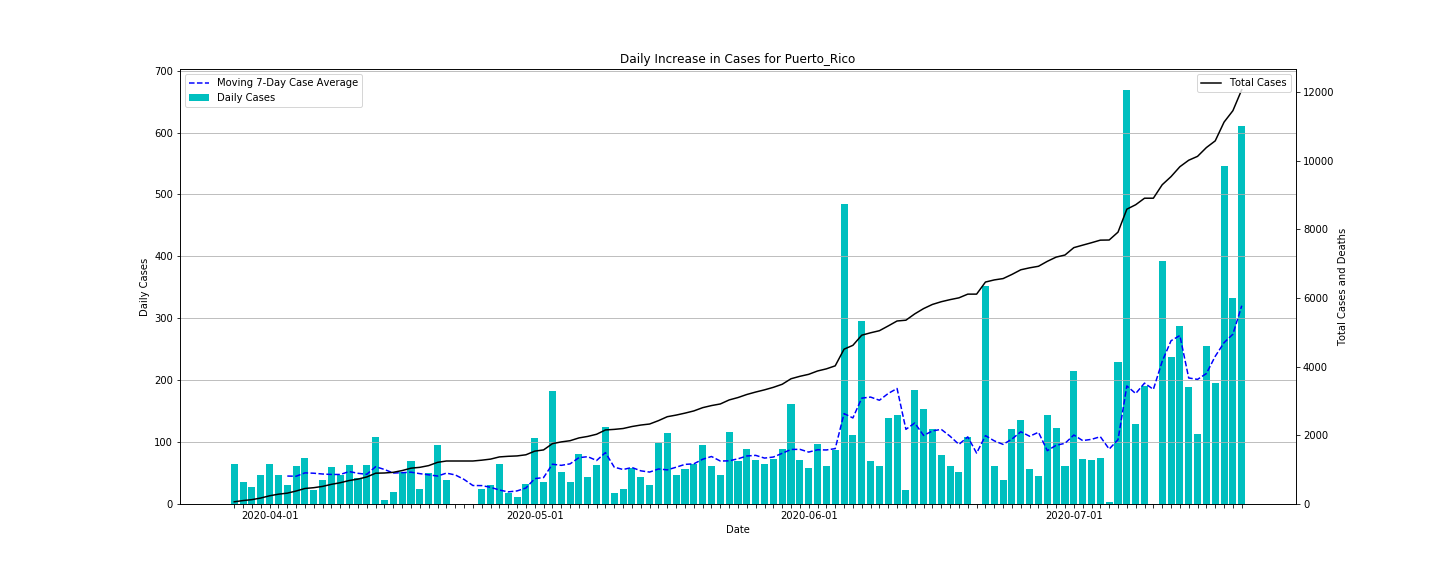 Daily Increase in Cases for Puerto_Rico
Moving 7-Day Case Average
Daily Cases
Total Cases
700
600
500
400
300
200
100
0
Daily Cases
12000
10000
8000
6000
4000
2000
0
Total Cases and Deaths
2020-04-01
2020-05-01
2020-06-01
2020-07-01
Date